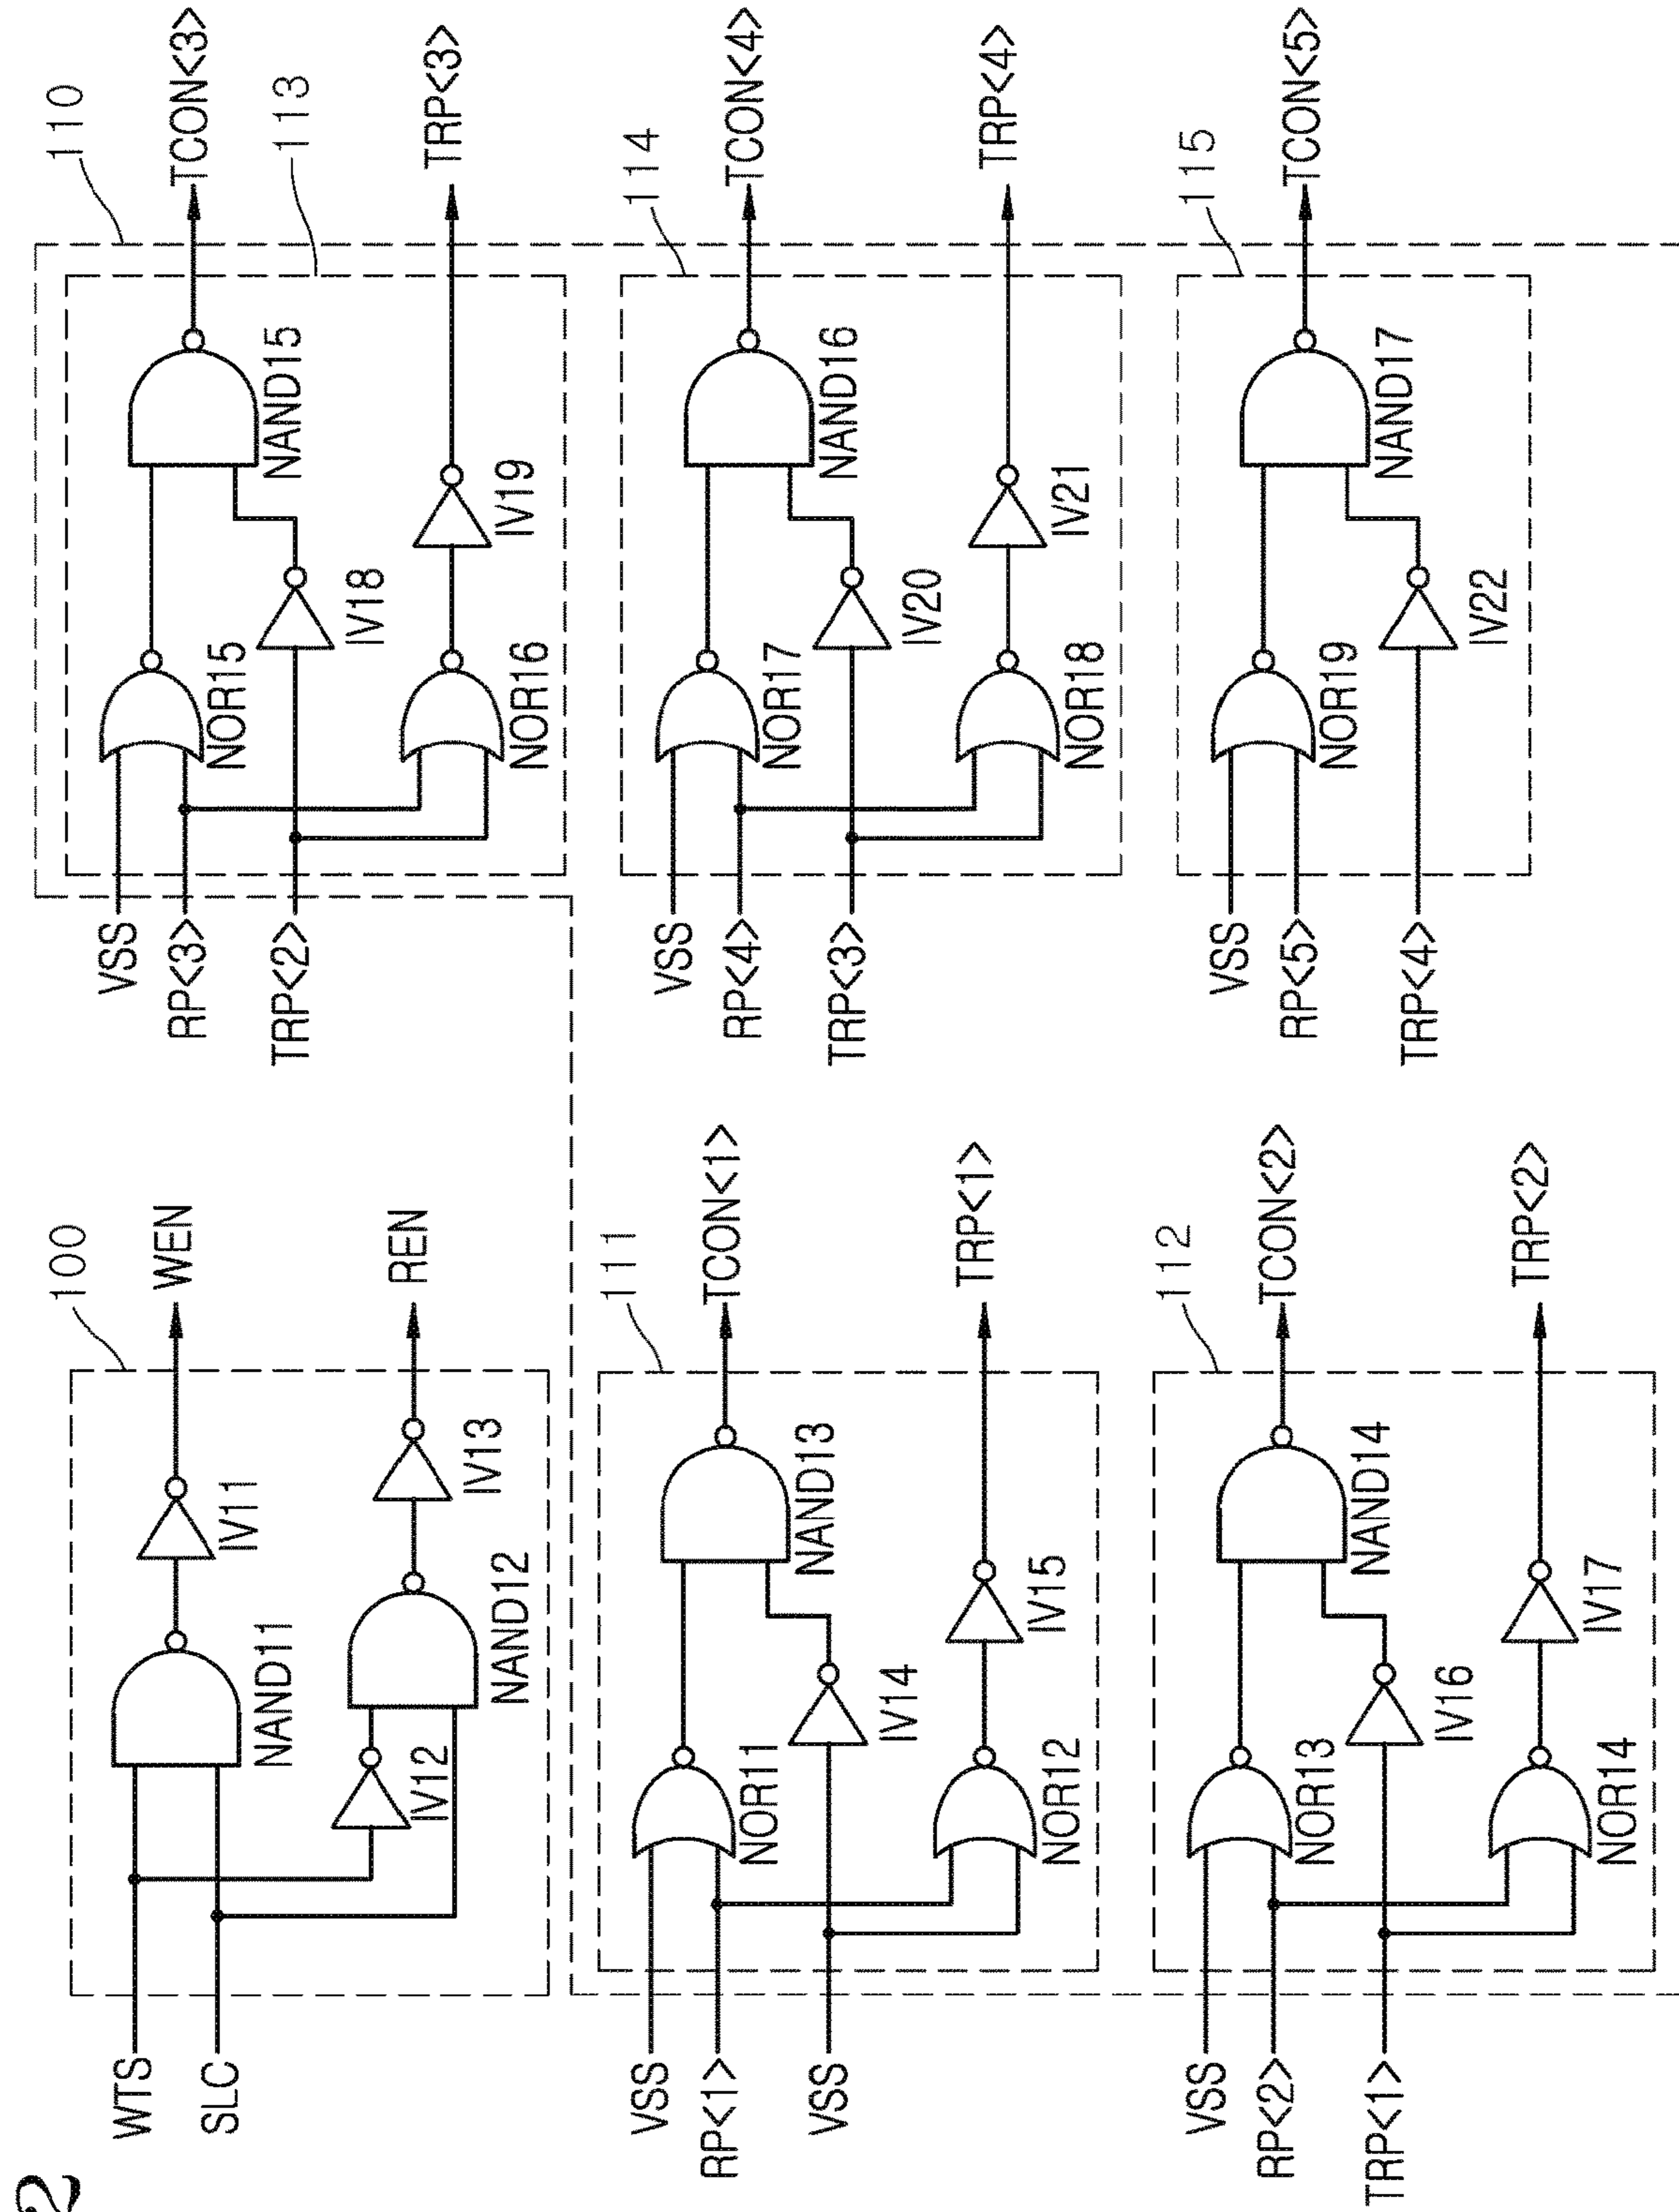 2
100
WTS
SLC
NAND11
IV11
WEN
IV12
NAND12
IV13
REN
110
113
VSS
RP<3>
TRP<2>
NOR15
IV18
NOR16
NAND15
IV19
TCON<3>
TRP<3>
111
VSS
RP<1>
VSS
NOR11
IV14
NOR12
NAND13
IV15
TCON<1>
TRP<1>
114
VSS
RP<4>
TRP<3>
NOR17
IV20
NOR18
NAND16
IV21
TCON<4>
TRP<4>
112
VSS
RP<2>
TRP<1>
NOR13
IV16
NOR14
NAND14
IV17
TCON<2>
TRP<2>
115
VSS
RP<5>
TRP<4>
NOR19
IV22
NAND17
TCON<5>